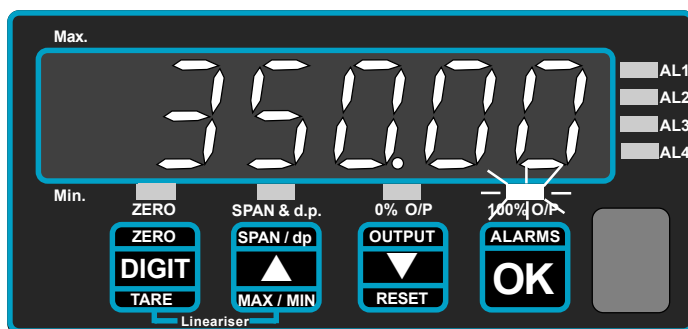 Max.
350.00
AL1
AL2
AL3
AL4
Min.
ZERO SPAN & d.p. 0% O/P 100% O/P
ZERO SPAN / dp OUTPUT ALARMS
DIGIT OK
TARE MAX / MIN RESET
Lineariser